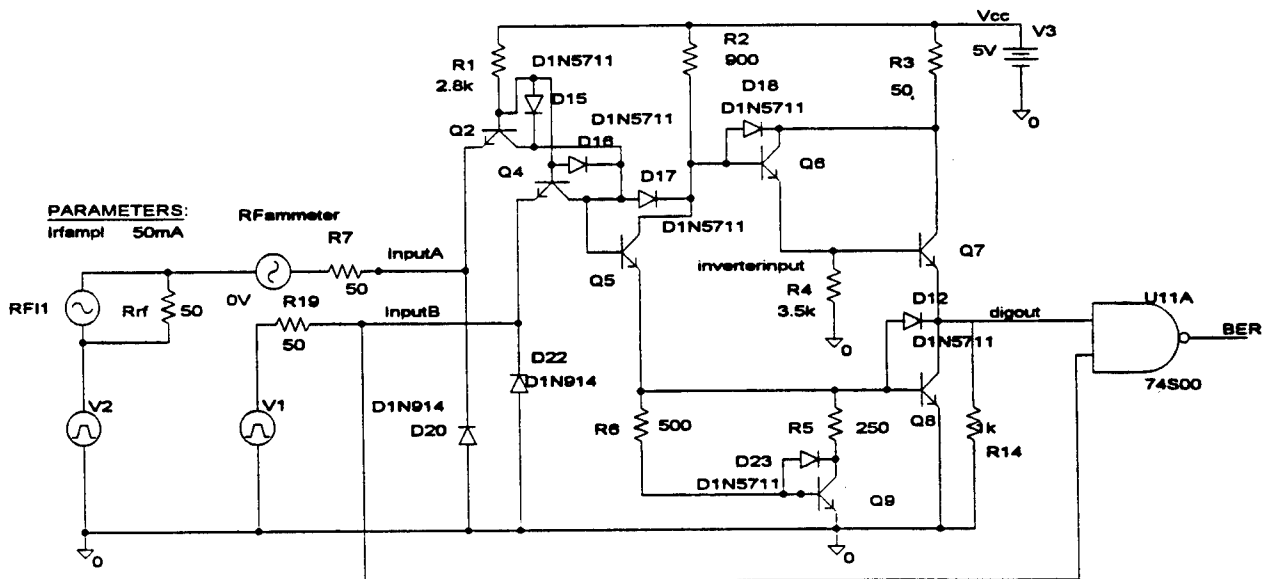 Vcc
V3
5V
0
R1
2.8k
D1N5711
D15
R2
900
R3
50
D18
D1N5711
D1N5711
D16
Q2
Q4
D17
Q6
D1N5711
PARAMETERS:
Irfampl 50mA
RFammeter
R7
InputA
50
0V
RFI1
Rrf
50
R19
50
InputB
Q5
inverterinput
R4
3.5k
0
Q7
D12
D1N5711
digout
U11A
BER
74S00
D22
D1N914
V2
V1
D1N914
D20
R6
500
R5
250
Q8
1k
R14
D23
D1N5711
Q9
0
0